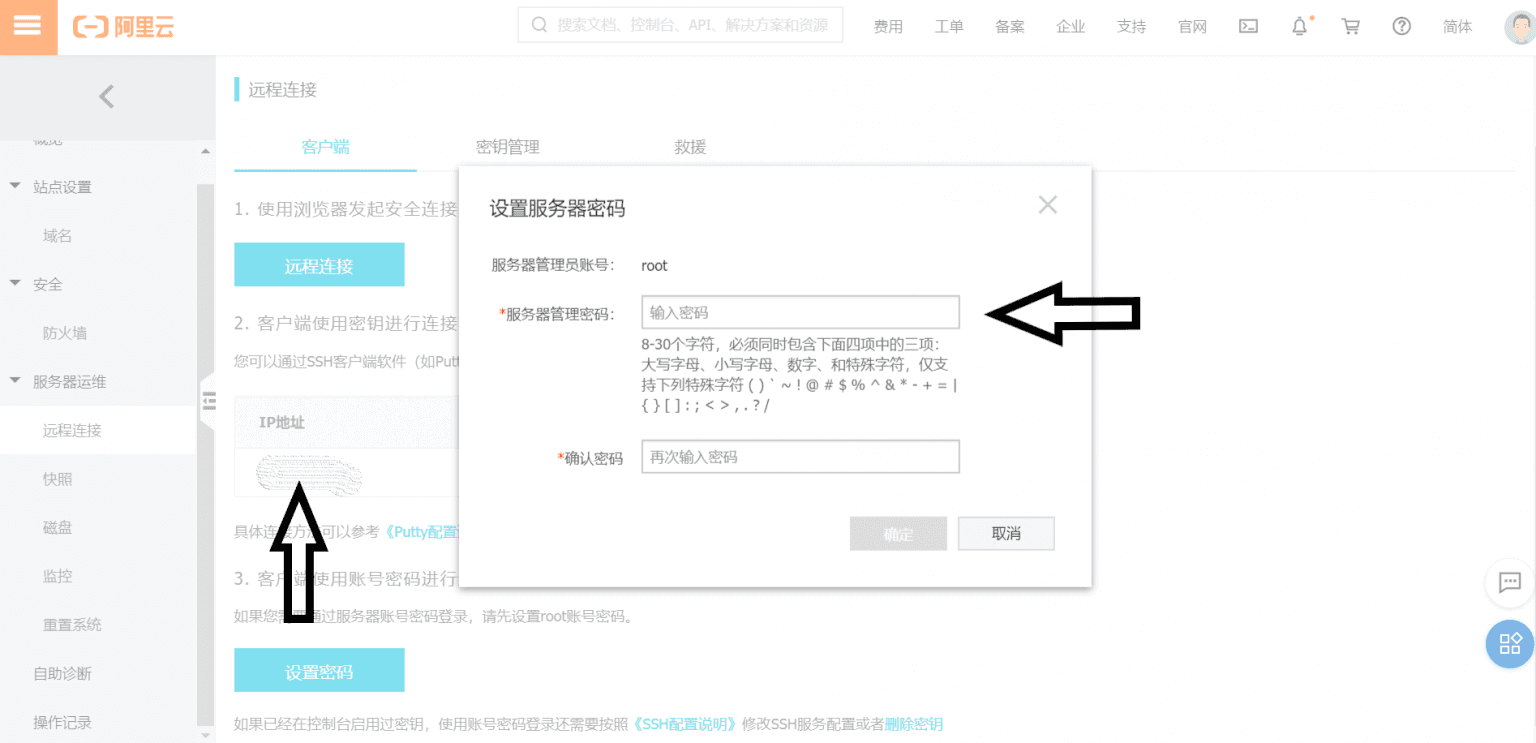 阿里云
搜索文档、控制台、API、解决方案和资源
费用 工单 备案 企业 支持 官网 简体
远程连接
客户端 密钥管理 救援
概览
站点设置
域名
安全
防火墙
服务器运维
远程连接
快照
磁盘
监控
重置系统
自助诊断
操作记录
1. 使用浏览器发起安全连接
远程连接
2. 客户端使用密钥进行连接
您可以通过SSH客户端软件（如Putt
IP地址
具体连接方法可以参考《Putty配置
3. 客户端使用账号密码进行
如果您需要通过服务器账号密码登录，请先设置root账号密码。
设置密码
如果已经在控制台启用过密钥，使用账号密码登录还需要按照《SSH配置说明》修改SSH服务配置或者删除密钥
设置服务器密码
服务器管理员账号： root
*服务器管理密码： 输入密码
8-30个字符，必须同时包含下面四项中的三项：
大写字母、小写字母、数字、和特殊字符，仅支
持下列特殊字符 ( ) ` ~ ! @ # $ % ^ & * - + = |
{ } [ ] : ; < > , . ? /
*确认密码 再次输入密码
确定 取消